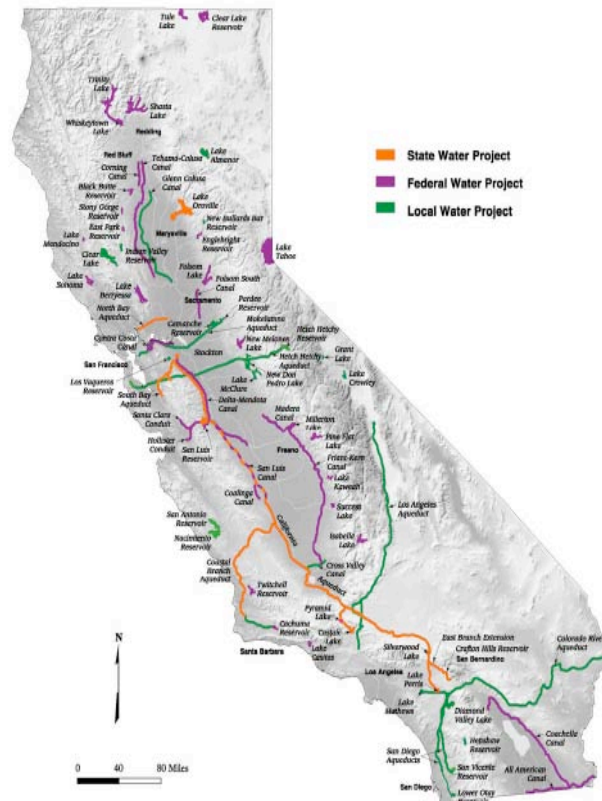 Tule
Lake
Clear Lake
Reservoir
Trinity
Lake
Shasta
Lake
Whiskeytown
Lake
Redding
State Water Project
Federal Water Project
Local Water Project
Red Bluff
Tehama-Colusa
Canal
Lake
Almanor
Corning
Canal
Glenn Colusa
Canal
Black Butte
Reservoir
Lake
Oroville
Stony Gorge
Reservoir
New Bullards Bar
Reservoir
East Park
Reservoir
Marysville
Englebright
Reservoir
Lake
Mendocino
Indian Valley
Reservoir
Clear
Lake
Lake
Tahoe
Folsom
Lake
Folsom South
Canal
Lake
Sonoma
Lake
Berryessa
Sacramento
North Bay
Aqueduct
Pardee
Reservoir
Camanche
Reservoir
Mokelumne
Aqueduct
Hetch Hetchy
Reservoir
Contra Costa
Canal
New Melones
Lake
Grant
Lake
Stockton
Hetch Hetchy
Aqueduct
San Francisco
New Don
Pedro Lake
Lake
Crowley
Los Vaqueros
Reservoir
Lake
McClure
South Bay
Aqueduct
Delta-Mendota
Canal
Madera
Canal
Millerton
Lake
Santa Clara
Conduit
Pine Flat
Lake
Hollister
Conduit
San Luis
Reservoir
Fresno
Friant-Kern
Canal
San Luis
Canal
Lake
Kaweah
Coalinga
Canal
Success
Lake
Los Angeles
Aqueduct
San Antonio
Reservoir
Nacimiento
Reservoir
California
Isabella
Lake
Coastal
Branch
Aqueduct
Cross Valley
Canal
Aqueduct
Twitchell
Reservoir
Pyramid
Lake
Cachuma
Reservoir
Castaic
Lake
East Branch Extension
Crafton Hills Reservoir
Colorado River
Aqueduct
Santa Barbara
Lake
Casitas
Silverwood
Lake
San Bernardino
Los Angeles
Lake
Perris
Lake
Mathews
Diamond
Valley Lake
Henshaw
Reservoir
Coachella
Canal
San Diego
Aqueducts
San Vicente
Reservoir
All American
Canal
San Diego
Lower Otay
N
0 40 80 Miles